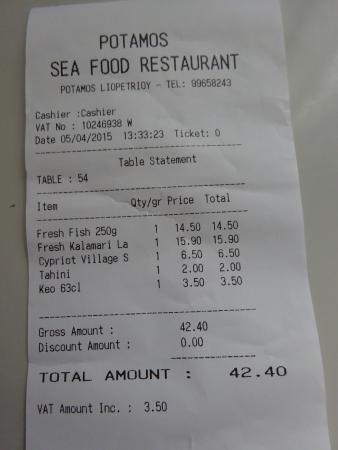 POTAMOS
SEA FOOD RESTAURANT
POTAMOS LIOPETRIOY - TEL: 99658243
Cashier :Cashier
VAT No : 10246938 W
Date 05/04/2015 13:33:23 Ticket: 0
Table Statement
TABLE : 54
Item Qty/gr Price Total
Fresh Fish 250g 1 14.50 14.50
Fresh Kalamari La 1 15.90 15.90
Cypriot Village S 1 6.50 6.50
Tahini 1 2.00 2.00
Keo 63cl 1 3.50 3.50
Gross Amount : 42.40
Discount Amount : 0.00
TOTAL AMOUNT : 42.40
VAT Amount Inc. : 3.50